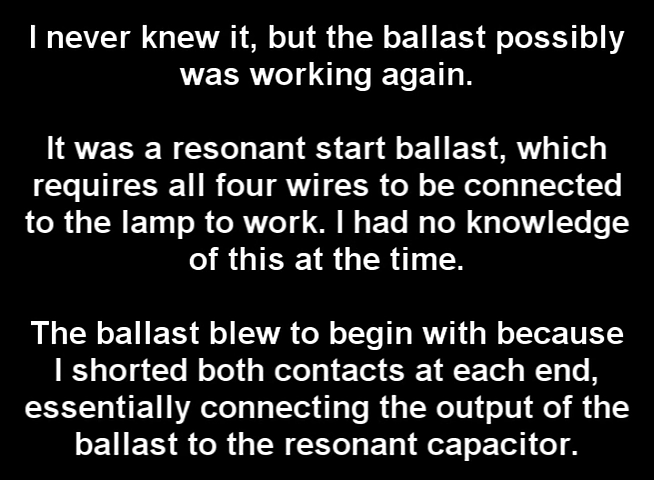 I never knew it, but the ballast possibly
was working again.
It was a resonant start ballast, which
requires all four wires to be connected
to the lamp to work. I had no knowledge
of this at the time.
The ballast blew to begin with because
I shorted both contacts at each end,
essentially connecting the output of the
ballast to the resonant capacitor.